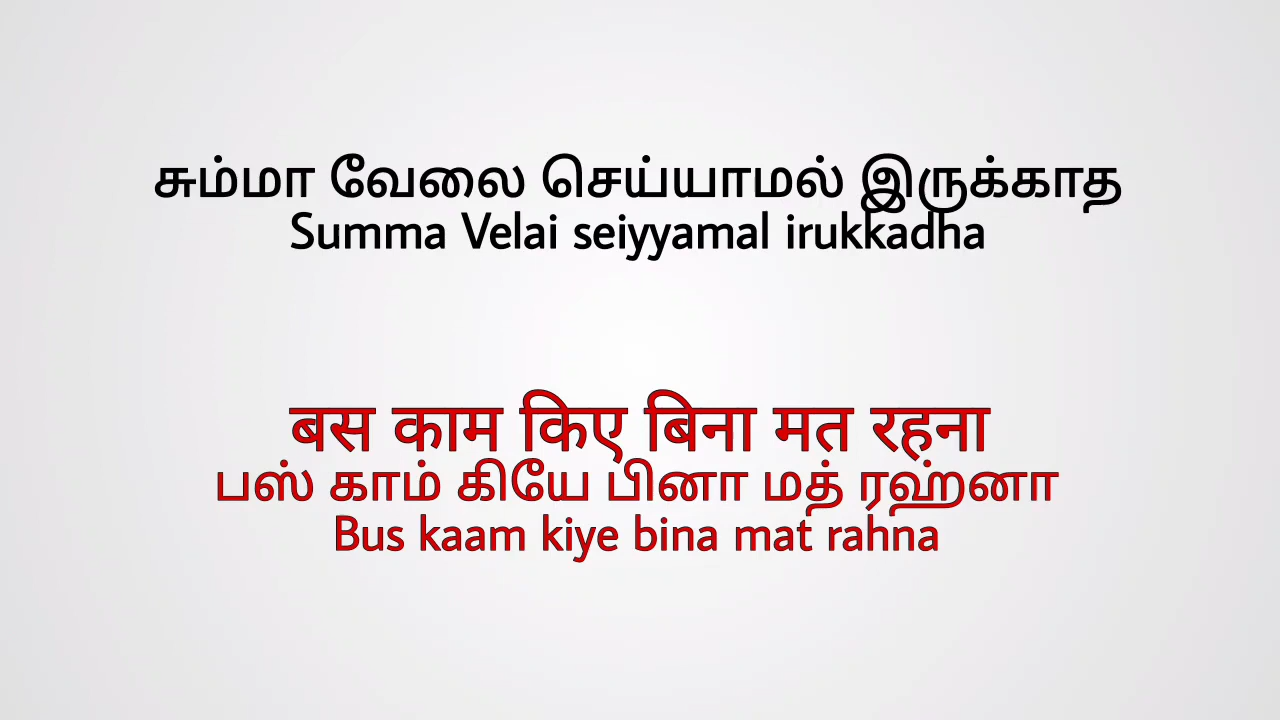 சும்மா வேலை செய்யாமல் இருக்காத
Summa Velai seiyyamal irukkadha
बस काम किए बिना मत रहना
பஸ் காம் கியே பினா மத் ரஹ்னா
Bus kaam kiye bina mat rahna